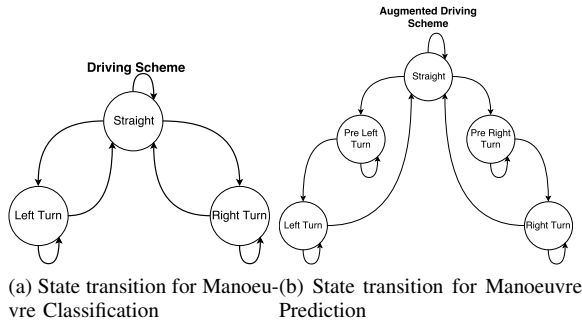 Driving Scheme
Straight
Left Turn
Right Turn
Augmented Driving
Scheme
Straight
Pre Left
Turn
Pre Right
Turn
Left Turn
Right Turn
(a) State transition for Manoeu-
vre Classification
(b) State transition for Manoeuvre
Prediction